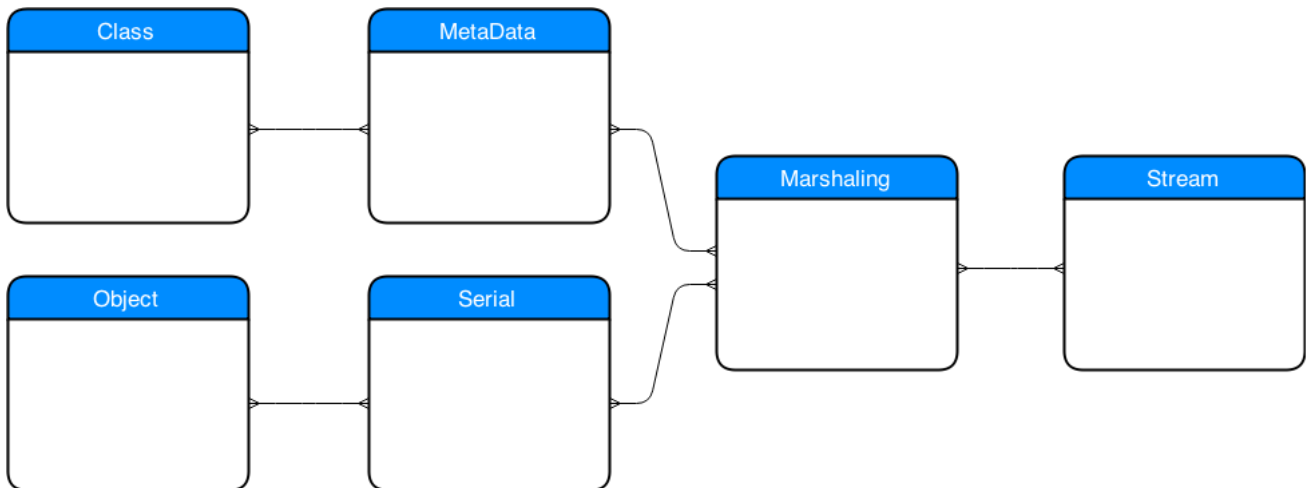 Class
MetaData
Marshaling
Stream
Object
Serial